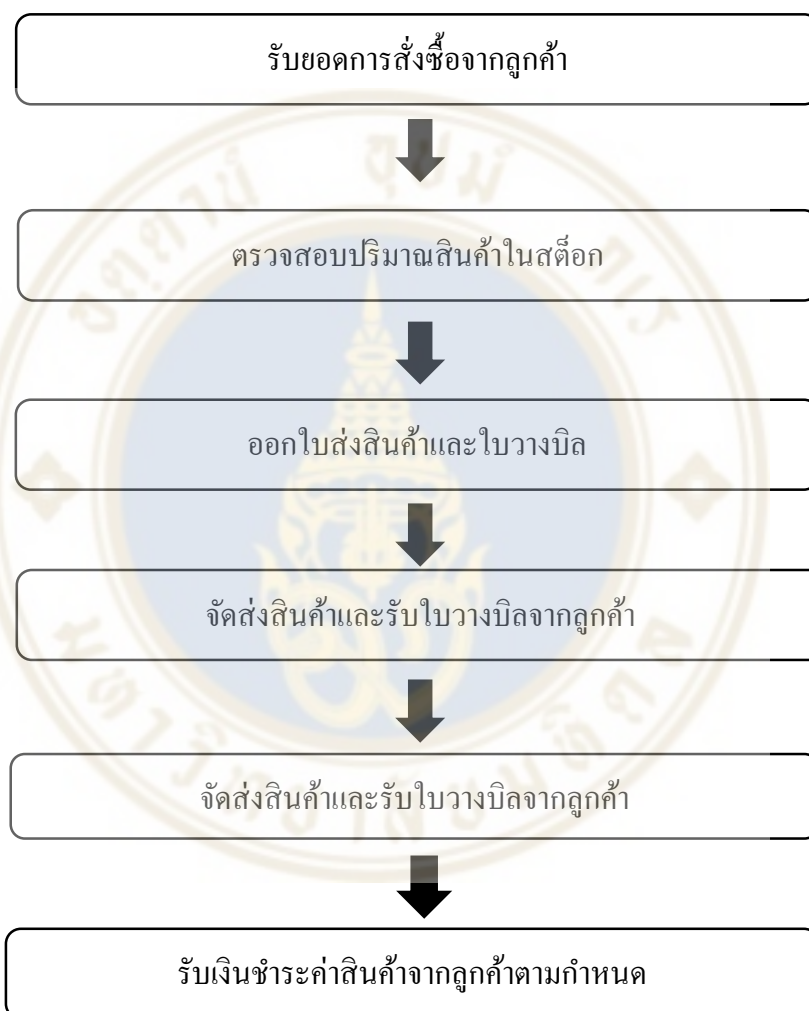 รับยอดการสั่งซื้อจากลูกค้า
ตรวจสอบปริมาณสินค้าในสต็อก
ออกใบส่งสินค้าและใบวางบิล
จัดส่งสินค้าและรับใบวางบิลจากลูกค้า
จัดส่งสินค้าและรับใบวางบิลจากลูกค้า
รับเงินชำระค่าสินค้าจากลูกค้าตามกำหนด